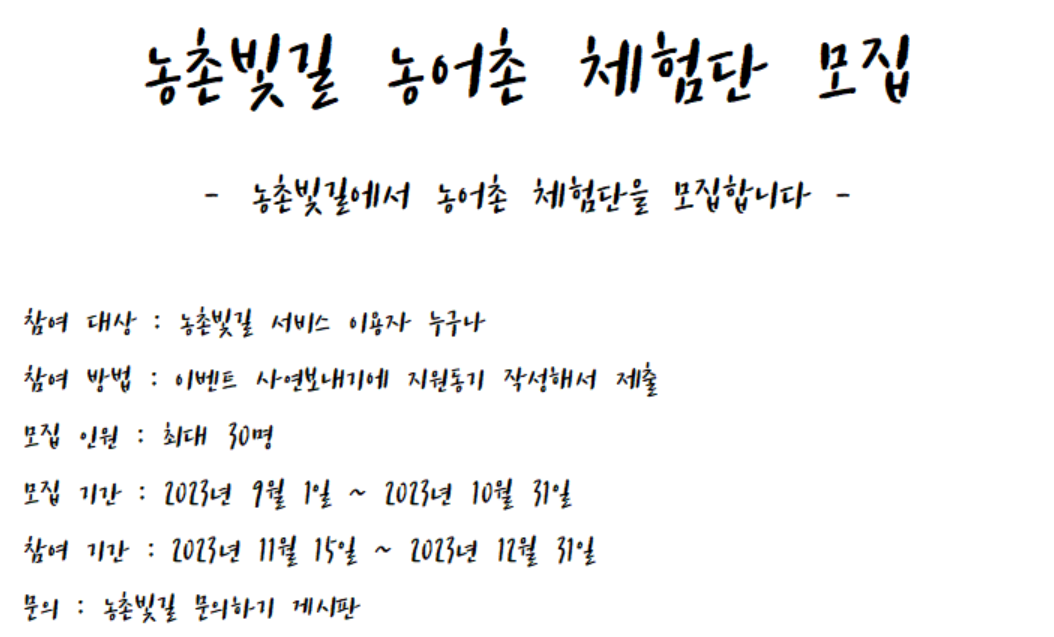 농촌빛길 농어촌 체험단 모집
- 농촌빛길에서 농어촌 체험단을 모집합니다 -
참여 대상 : 농촌빛길 서비스 이용자 누구나
참여 방법 : 이벤트 사연보내기에 지원동기 작성해서 제출
모집 인원 : 최대 30명
모집 기간 : 2023년 9월 1일 ~ 2023년 10월 31일
참여 기간 : 2023년 11월 15일 ~ 2023년 12월 31일
문의 : 농촌빛길 문의하기 게시판